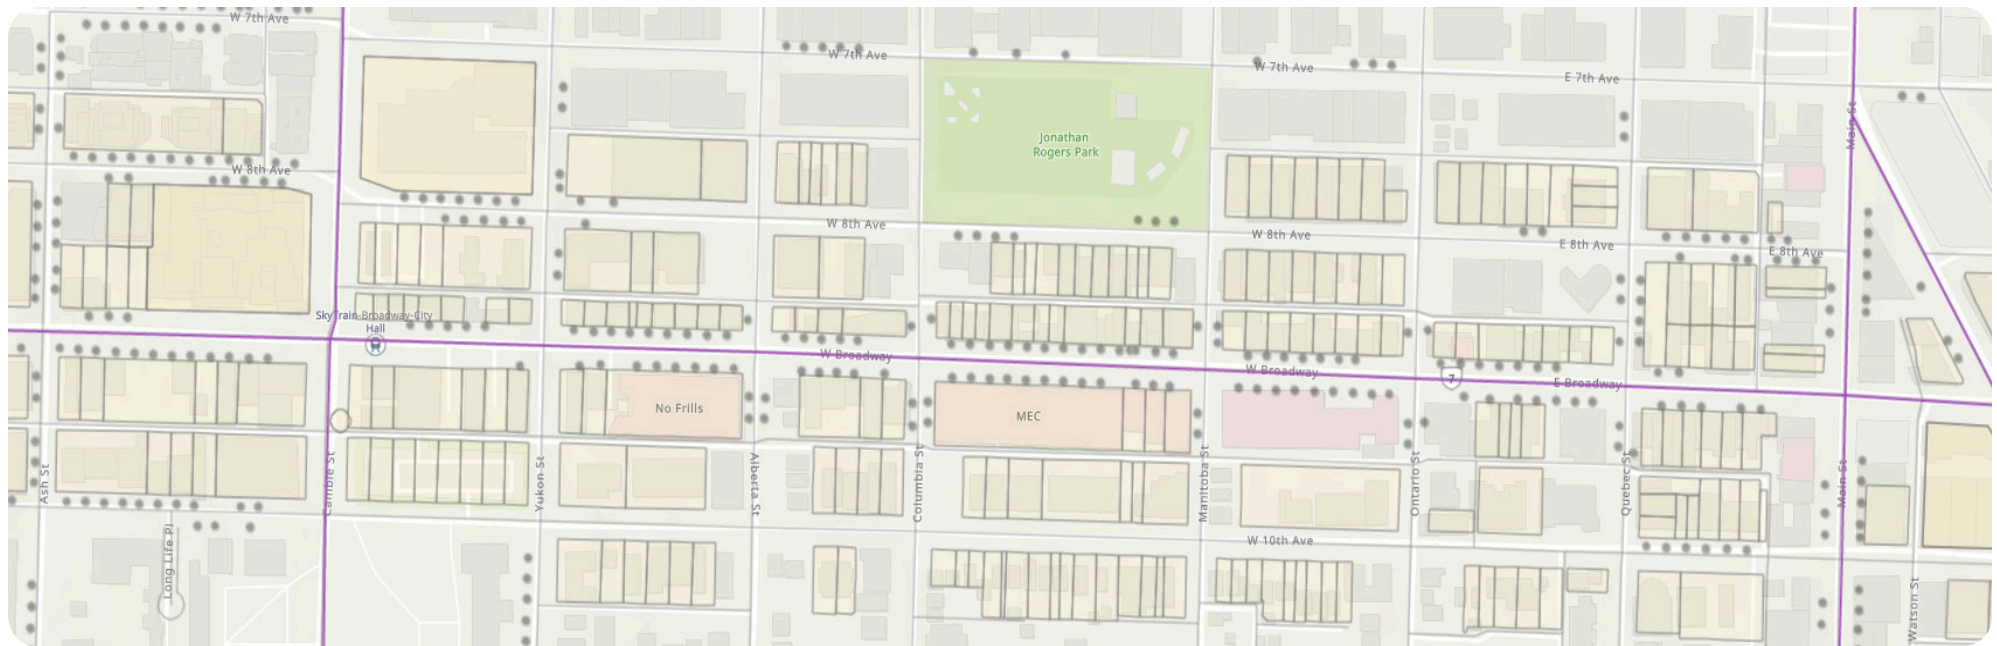 W 7th Ave
W 7th Ave
W 7th Ave
E 7th Ave
Main St
Jonathan
Rogers Park
W 8th Ave
W 8th Ave
W 8th Ave
E 8th Ave
E 8th Ave
SkyTrain-Broadway-City
Hall
W Broadway
W Broadway
7
E Broadway
No Frills
MEC
Ash St
Cambie St
Yukon St
Alberta St
Columbia St
Manitoba St
Ontario St
Quebec St
Main St
W 10th Ave
Long Life Pl
Watson St